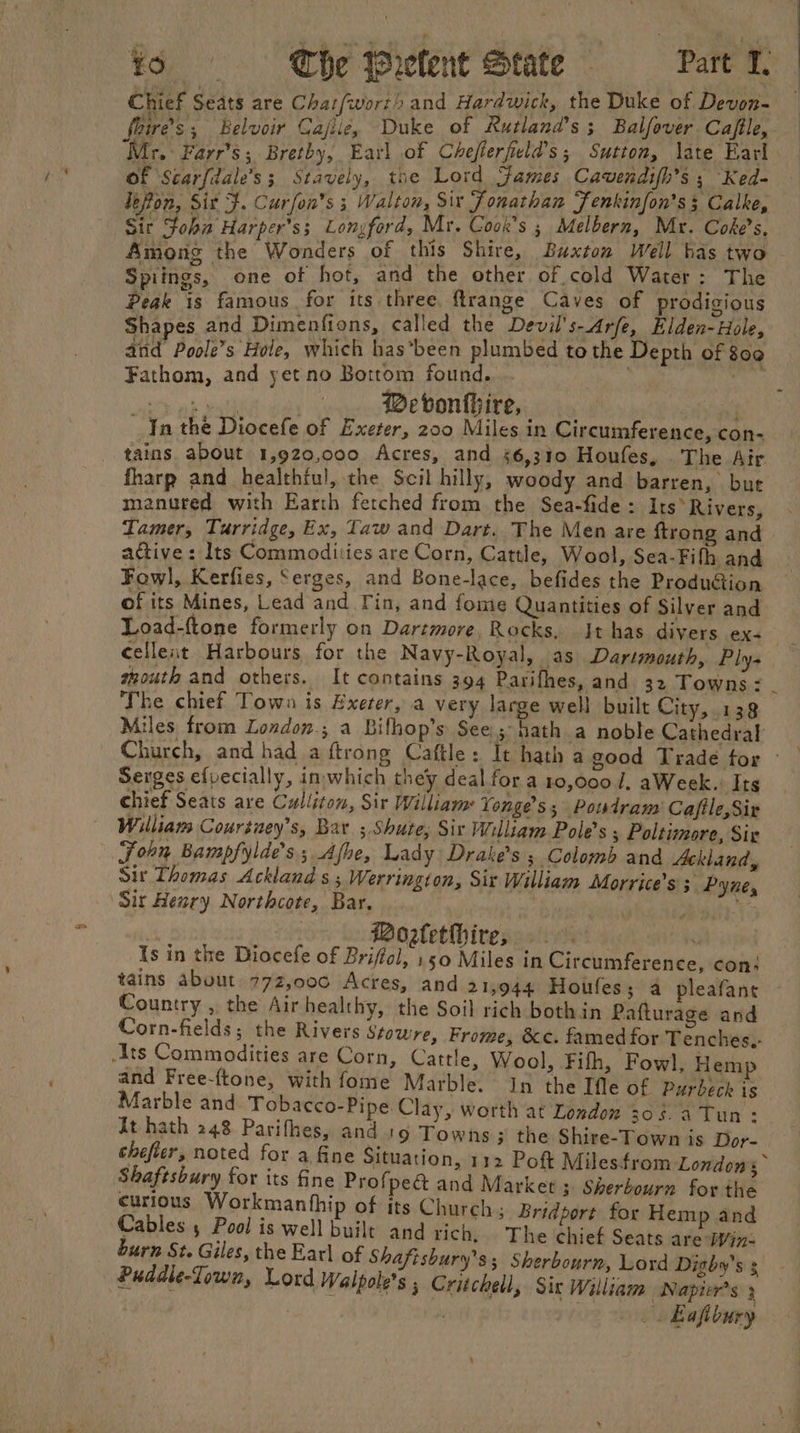 10 The Present State Part I.
Chief Seats are Chatſworth and Hardwick, the Duke of Devon-
ſhire's; Belvoir Caſtle, Duke of Rutland's; Balſover Caſtle,
Mr. Farr's; Bretby, Earl of Cheſterfield's; Sutton, late Earl
of Scarſdale's; Stavely, the Lord James Cavendiſh's; Ked-
leſton, Sir J. Curſon's; Walton, Sir Jonathan Jenkinſon's; Calke,
Sir John Harper's; Longford, Mr. Cook's; Melbern, Mr. Coke's.
Among the Wonders of this Shire, Buxton Well has two
Springs, one of hot, and the other of cold Water: The
Peak is famous for its three ſtrange Caves of prodigious
Shapes and Dimenſions, called the Devil's-Arſe, Elden-Hole,
and Poole's Hole, which has been plumbed to the Depth of 800
Fathom, and yet no Bottom found.
Devonſhire,
In the Dioceſe of Exeter, 200 Miles in Circumference, con-
tains about 1,920,000 Acres, and 56,310 Houſes. The Air
ſharp and healthful, the Soil hilly, woody and barren, but
manured with Earth fetched from the Sea-ſide: Its Rivers,
Tamer, Turridge, Ex, Taw and Dart. The Men are ſtrong and
active: Its Commodities are Corn, Cattle, Wool, Sea-Fiſh and
Fowl, Kerſies, Serges, and Bone-lace, beſides the Production
of its Mines, Lead and Tin, and ſome Quantities of Silver and
Load-ſtone formerly on Dartmore Rocks. It has divers ex-
cellent Harbours for the Navy-Royal, as Dartmouth, Ply-
mouth and others. It contains 394 Pariſhes, and 32 Towns:
The chief Town is Exeter, a very large well built City, 138
Miles from London; a Biſhop's See; hath a noble Cathedral
Church, and had a ſtrong Caſtle: It hath a good Trade for
Serges eſpecially, in which they deal for a 10,000 l. a Week. Its
chief Seats are Culliton, Sir William Yonge's; Powdram Caſtle, Sir
William Courtney's, Bar; Shute, Sir William Pole's; Poltimore, Sir
John Bampfylde's; Aſhe, Lady Drake's; Colomb and Ackland,
Sir Thomas Ackland's; Werrington, Sir William Morrice's; Pynes,
Sir Henry Northcote, Bar.
Dorſetſhire,
Is in the Dioceſe of Briſtol, 150 Miles in Circumference, con-
tains about 772,000 Acres, and 21,944 Houſes; a pleaſant
Country, the Air healthy, the Soil rich both in Paſturage and
Corn-fields; the Rivers Stowre, Frome, &c. famed for Tenches.
Its Commodities are Corn, Cattle, Wool, Fiſh, Fowl, Hemp
and Free-ſtone, with ſome Marble. In the Iſle of Purbeck is
Marble and Tobacco-Pipe Clay, worth at London 30 s. a Tun:
It hath 248 Pariſhes, and 19 Towns; the Shire-Town is Dor-
cheſter, noted for a fine Situation, 112 Poſt Miles from London;
Shaftsbury for its fine Proſpect and Market; Sherbourn for the
curious Workmanſhip of its Church; Bridport for Hemp and
Cables; Pool is well built and rich. The chief Seats are Win-
burn St. Giles, the Earl of Shaftsbury's; Sherbourn, Lord Digby's;
Puddle-Town, Lord Walpole's; Critchell, Sir William Napier's;
Eaſtbury